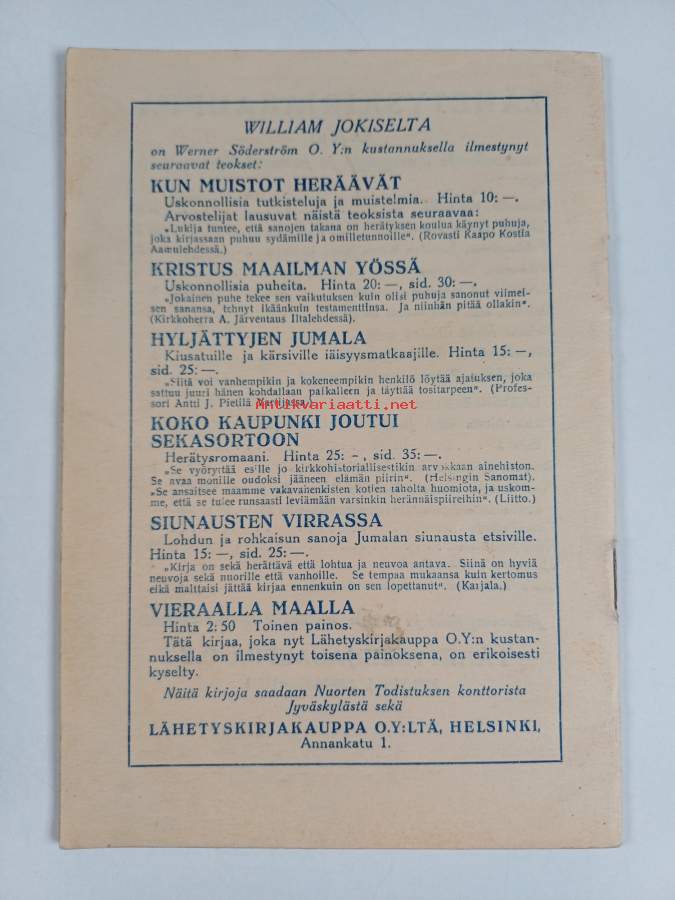 WILLIAM JOKISELTA
on Werner Söderström O. Y:n kustannuksella ilmestynyt
seuraavat teokset:
KUN MUISTOT HERÄÄVÄT
Uskonnollisia tutkisteluja ja muistelmia. Hinta 10: —.
Arvostelijat lausuvat näistä teoksista seuraavaa:
„Lukija tuntee, että sanojen takana on herätyksen koulua käynyt puhuja,
joka kirjassaan puhuu sydämille ja omilletunnoille“. (Rovasti Kaapo Kostia
Aamulehdessä.)
KRISTUS MAAILMAN YÖSSÄ
Uskonnollisia puheita. Hinta 20: —, sid. 30: —.
„Jokainen puhe tekee sen vaikutuksen kuin olisi puhuja sanonut viimei-
sen sanansa, tehnyt ikäänkuin testamenttinsa. Ja niinhän pitää ollakin“.
(Kirkkoherra A. Järventaus Iltalehdessä).
HYLJÄTTYJEN JUMALA
Kiusatuille ja kärsiville iäisyysmatkaajille. Hinta 15: —,
sid. 25: —.
„Siitä voi vanhempikin ja kokeneempikin henkilö löytää ajatuksen, joka
sattuu juuri hänen kohdallaan paikalleen ja täyttää tositarpeen“. (Profes-
sori Antti J. Pietilä Vartijassa.
Antikvariaatti.net
KOKO KAUPUNKI JOUTUI
SEKASORTOON
Herätysromaani. Hinta 25: –, sid. 35: —.
„Se vyöryttää esille jo kirkkohistoriallisestikin arvokkaan ainehiston.
Se avaa monille oudoksi jääneen elämän piirin“. (Helsingin Sanomat).
„Se ansaitsee maamme vakavahenkisten kotien taholta huomiota, ja uskom-
me, että se tulee runsaasti leviämään varsinkin herännäispiireihin“. (Liitto.)
SIUNAUSTEN VIRRASSA
Lohdun ja rohkaisun sanoja Jumalan siunausta etsiville.
Hinta 15: —, sid. 25: —.
„Kirja on sekä herättävä että lohtua ja neuvoa antava. Siinä on hyviä
neuvoja sekä nuorille että vanhoille. Se tempaa mukaansa kuin kertomus
eikä malttaisi jättää kirjaa ennenkuin on sen lopettanut“. (Karjala.)
VIERAALLA MAALLA
Hinta 2: 50 Toinen painos.
Tätä kirjaa, joka nyt Lähetyskirjakauppa O.Y:n kustan-
nuksella on ilmestynyt toisena painoksena, on erikoisesti
kyselty.
Näitä kirjoja saadaan Nuorten Todistuksen konttorista
Jyväskylästä sekä
LÄHETYSKIRJAKAUPPA O.Y:LTÄ, HELSINKI,
Annankatu 1.